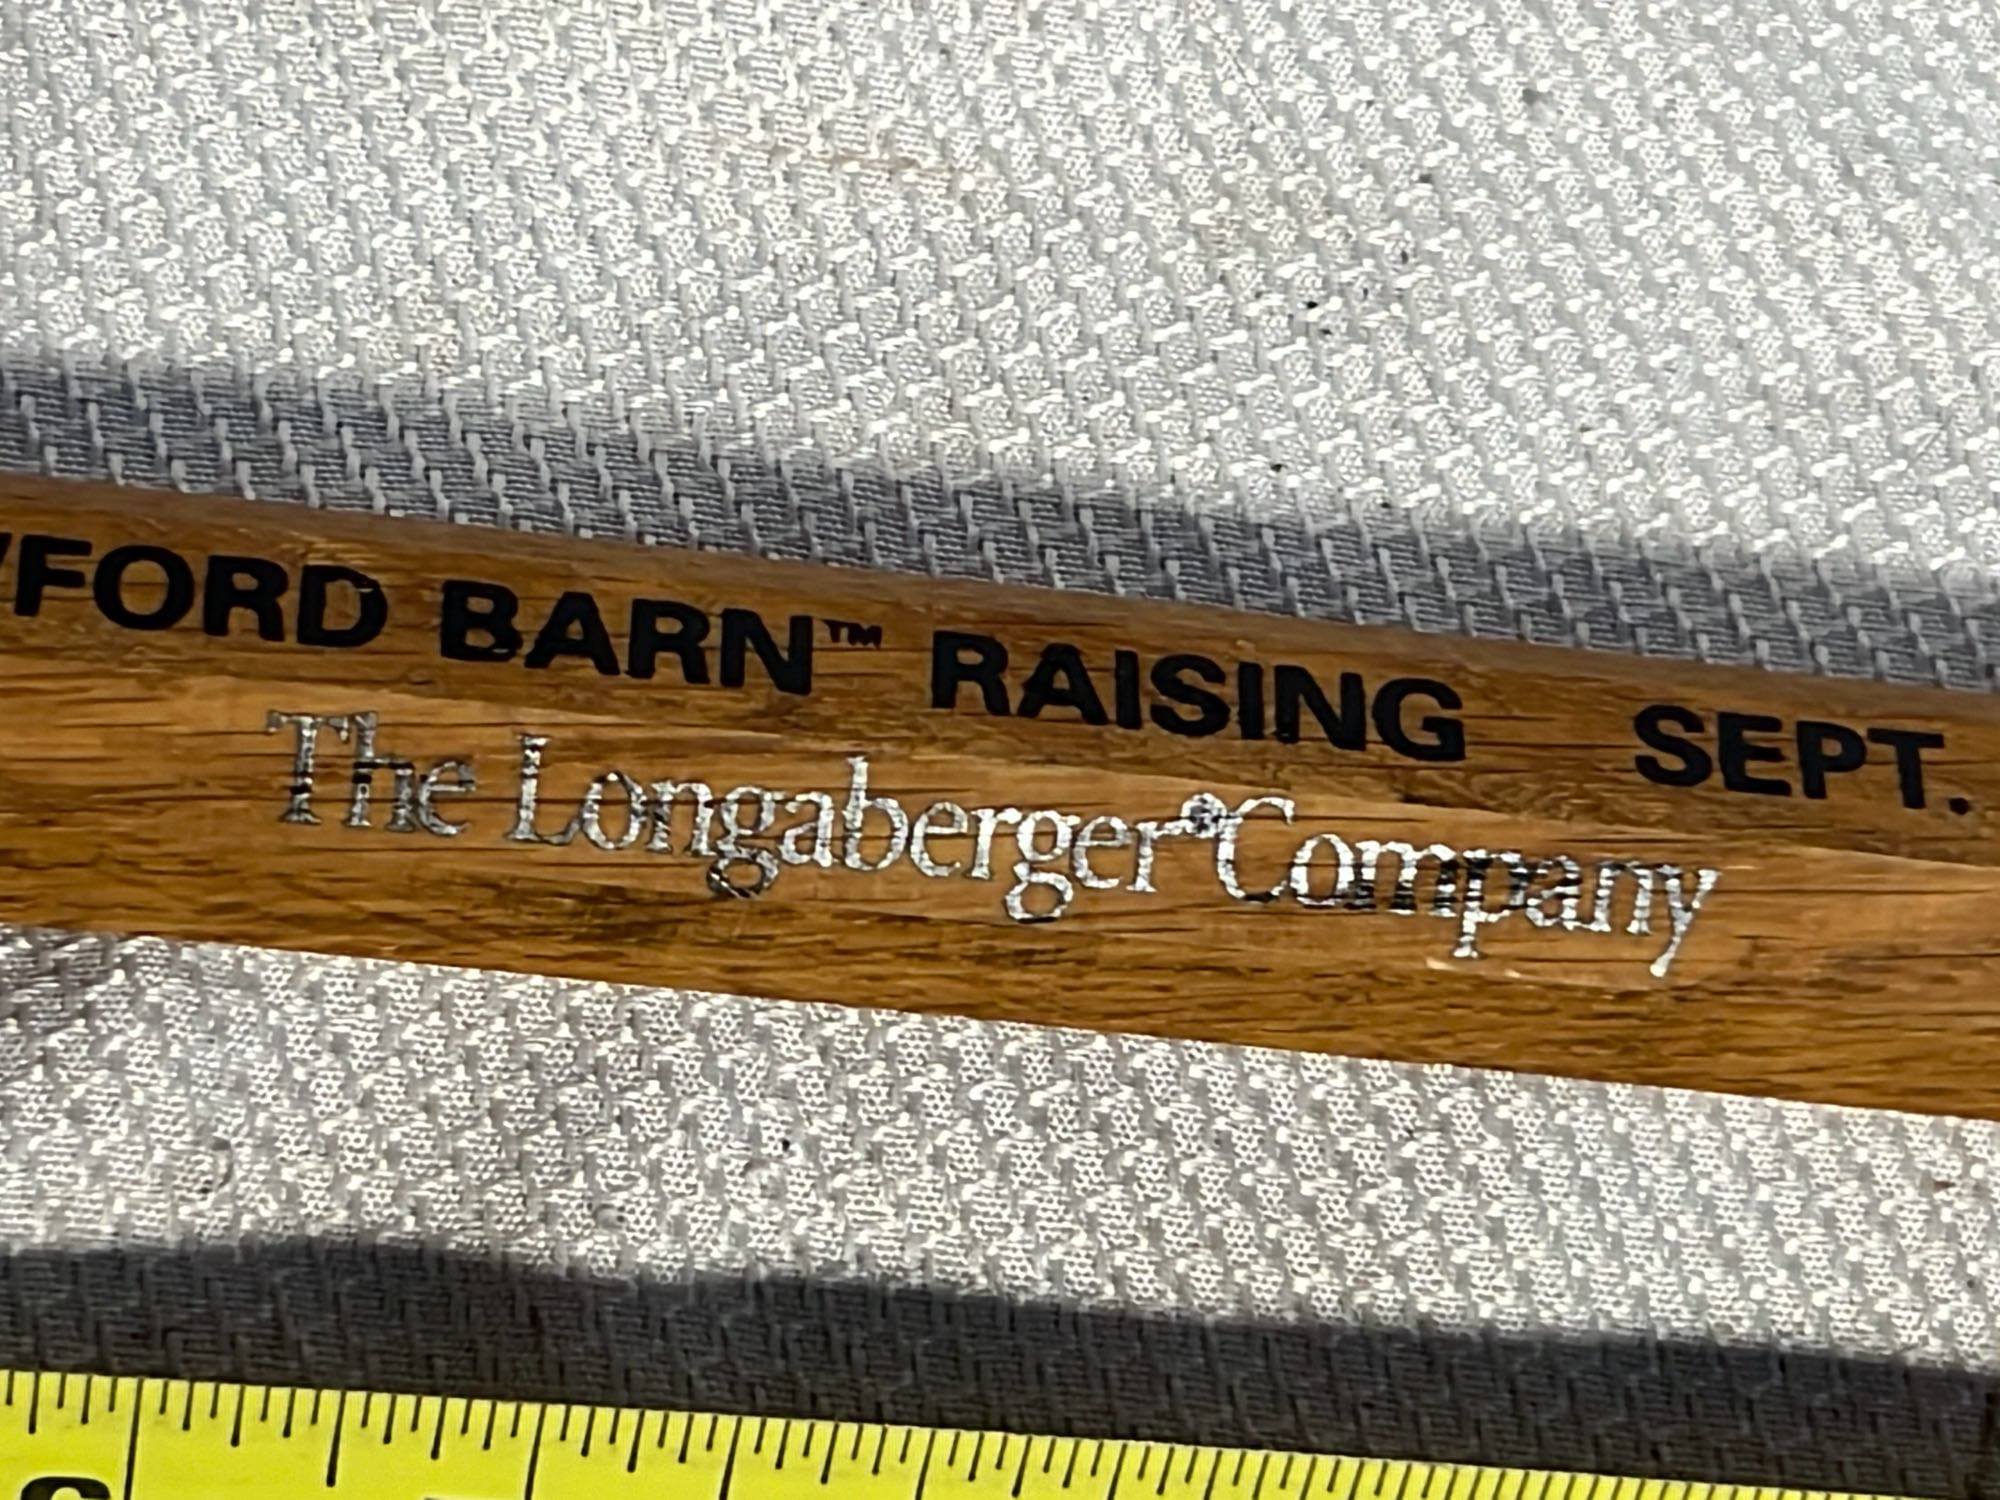 FORD BARN™ RAISING SEPT.
The Longaberger® Company